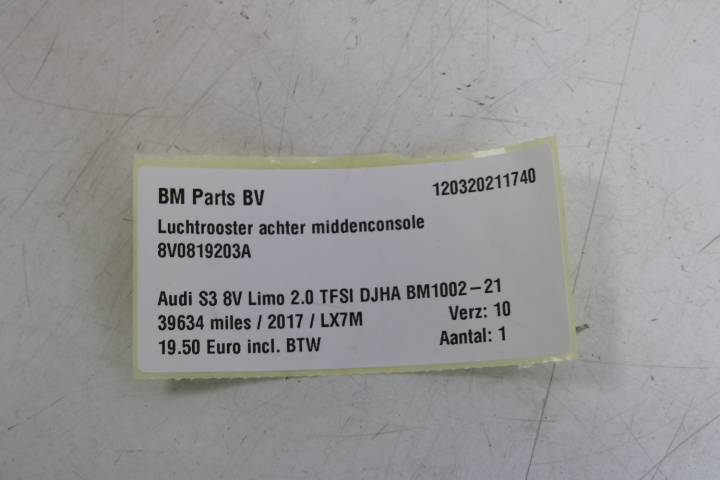 BM Parts BV 120320211740
Luchtrooster achter middenconsole
8V0819203A
Audi S3 8V Limo 2.0 TFSI DJHA BM1002-21
39634 miles / 2017 / LX7M Verz: 10
19.50 Euro incl. BTW Aantal: 1